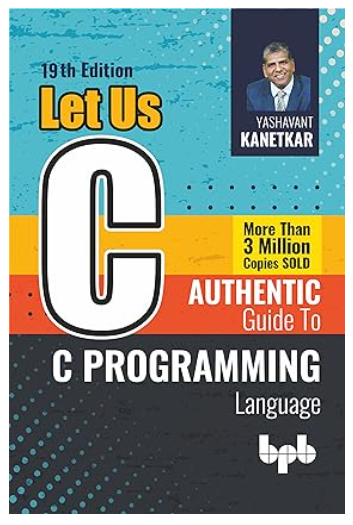 19th Edition
Let Us
C
YASHAVANT
KANETKAR
More Than
3 Million
Copies SOLD
AUTHENTIC
Guide To
C PROGRAMMING
Language
bpb